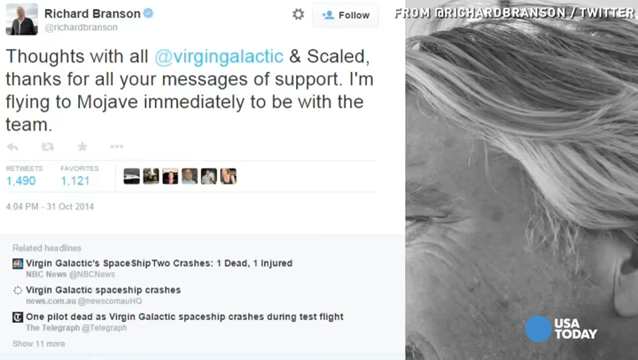 Richard Branson
@richardbranson
Follow
FROM @RICHARDBRANSON / TWITTER
Thoughts with all @virgingalactic & Scaled,
thanks for all your messages of support. I'm
flying to Mojave immediately to be with the
team.
RETWEETS FAVORITES
1,490 1,121
4:04 PM - 31 Oct 2014
Related headlines
Virgin Galactic's SpaceShipTwo Crashes: 1 Dead, 1 Injured
NBC News @NBCNews
Virgin Galactic spaceship crashes
news.com.au @newscomauHQ
One pilot dead as Virgin Galactic spaceship crashes during test flight
The Telegraph @Telegraph
Show 11 more
USA
TODAY